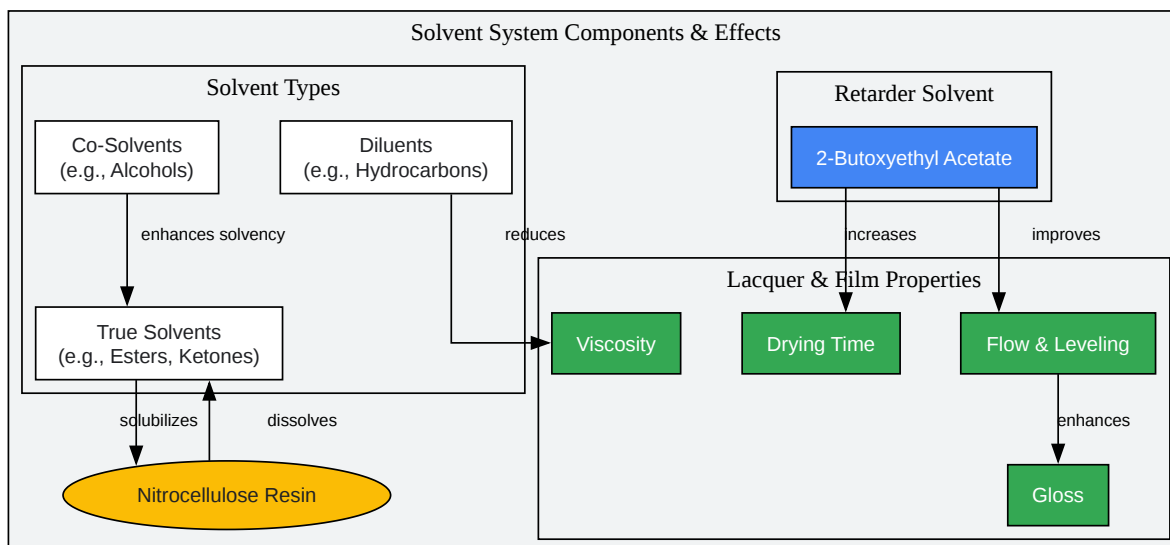 Solvent System Components & Effects
Solvent Types
Retarder Solvent
Co-Solvents
(e.g., Alcohols)
Diluents
(e.g., Hydrocarbons)
2-Butoxyethyl Acetate
enhances solvency
reduces
increases
improves
Lacquer & Film Properties
True Solvents
(e.g., Esters, Ketones)
Viscosity
Drying Time
Flow & Leveling
solubilizes
dissolves
enhances
Nitrocellulose Resin
Gloss